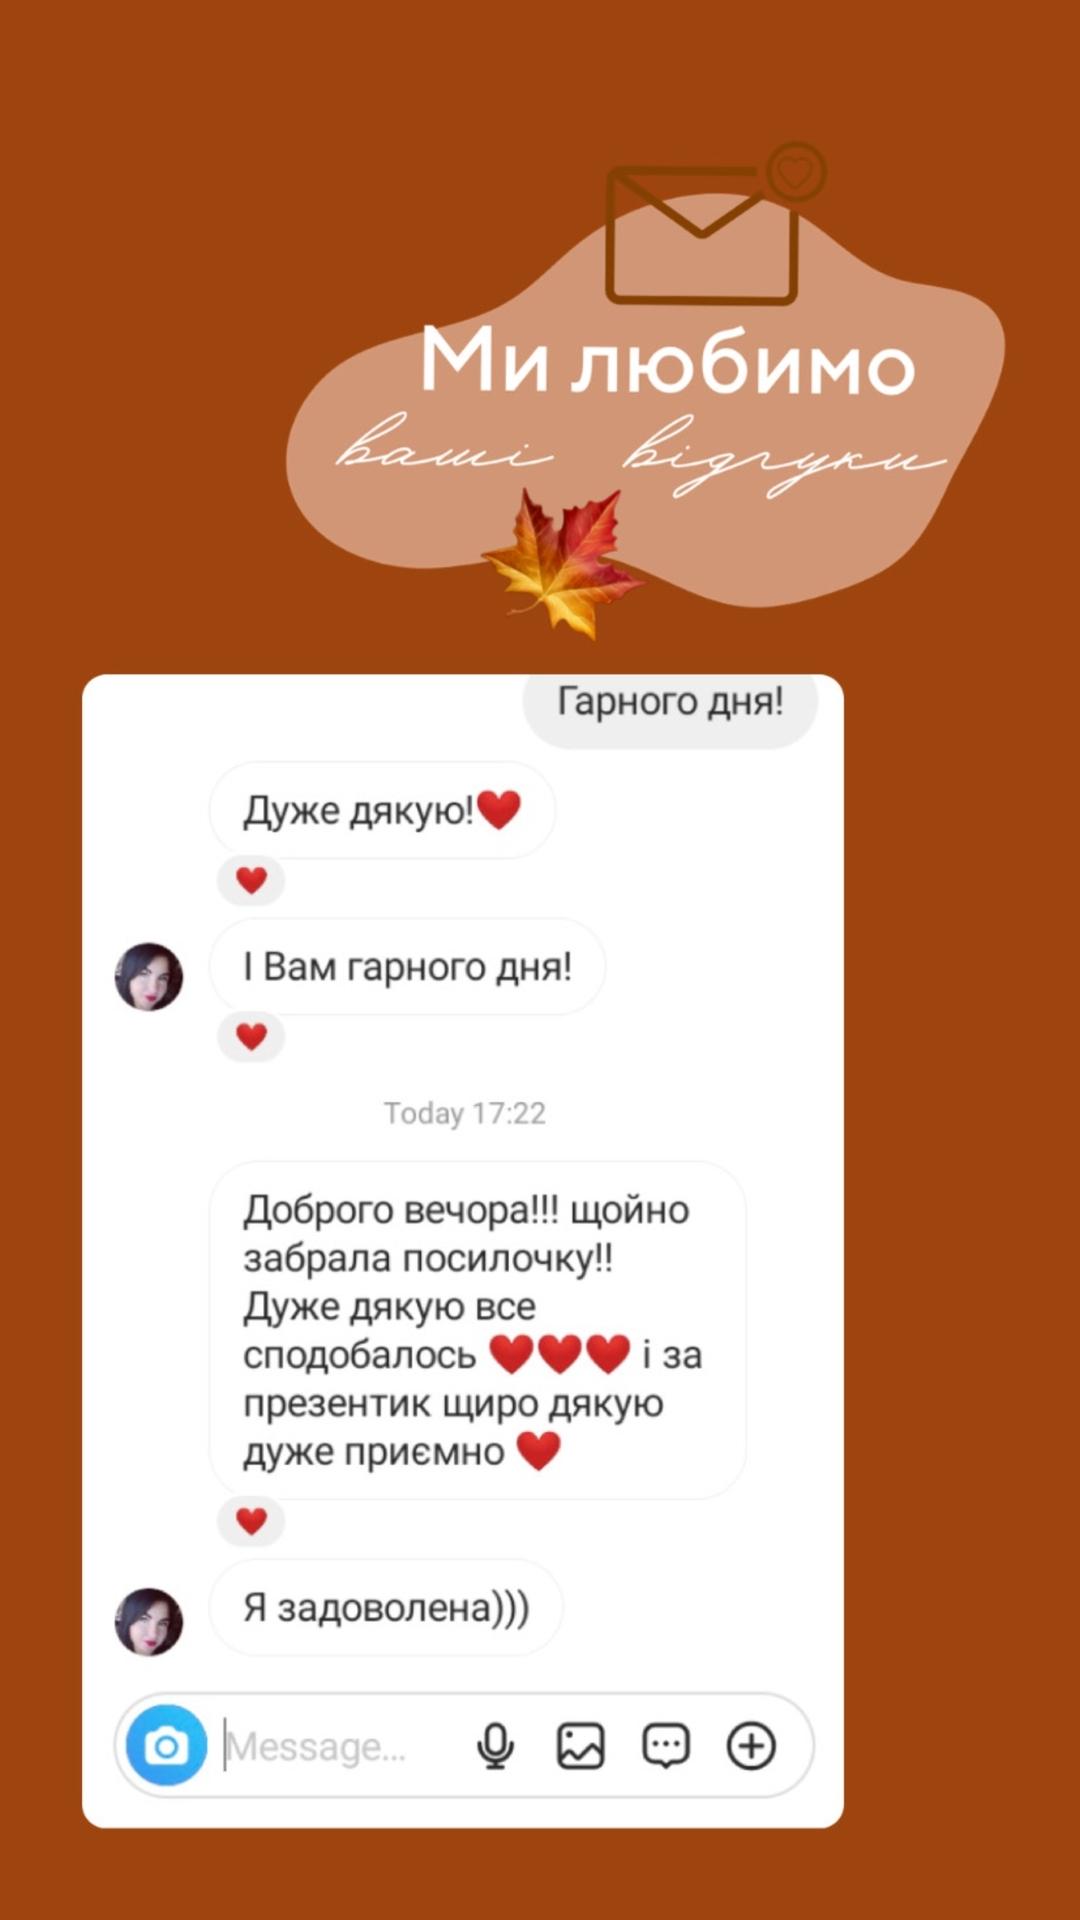 Ми любимо
ваші відгуки
Гарного дня!
Дуже дякую!❤️
❤️
І Вам гарного дня!
❤️
Today 17:22
Доброго вечора!!! щойно
забрала посилочку!!
Дуже дякую все
сподобалось ❤️❤️❤️ і за
презентик щиро дякую
дуже приємно ❤️
❤️
Я задоволена)))
Message...